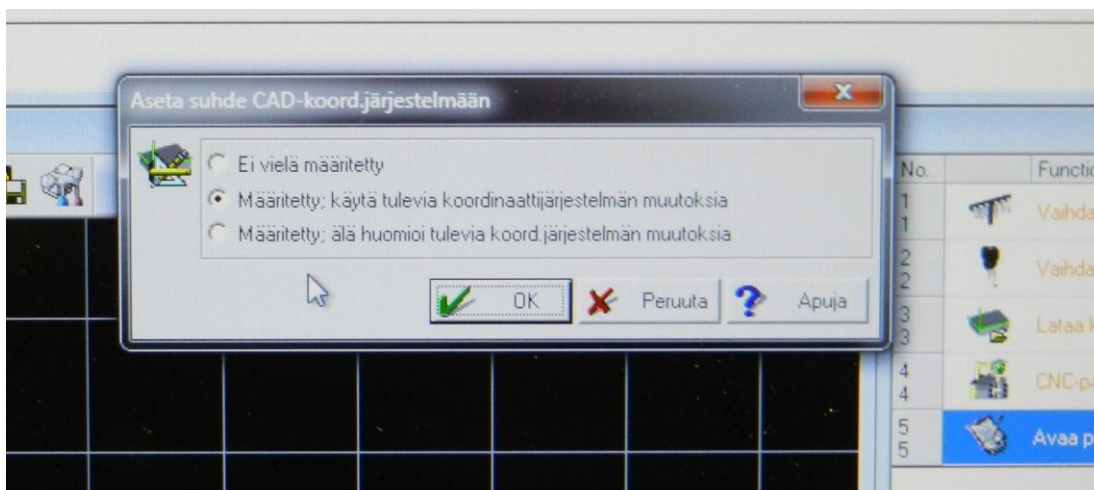 Aseta suhde CAD-koord.järjestelmään
Ei vielä määritetty
Määritetty; käytä tulevia koordinaattijärjestelmän muutoksia
Määritetty; älä huomioi tulevia koord.järjestelmän muutoksia
OK
Peruuta
Apuja
No.
Functio
1
1
Vaihda
2
2
Vaihda
3
3
Lataa k
4
4
CNC-pa
5
5
Avaa p